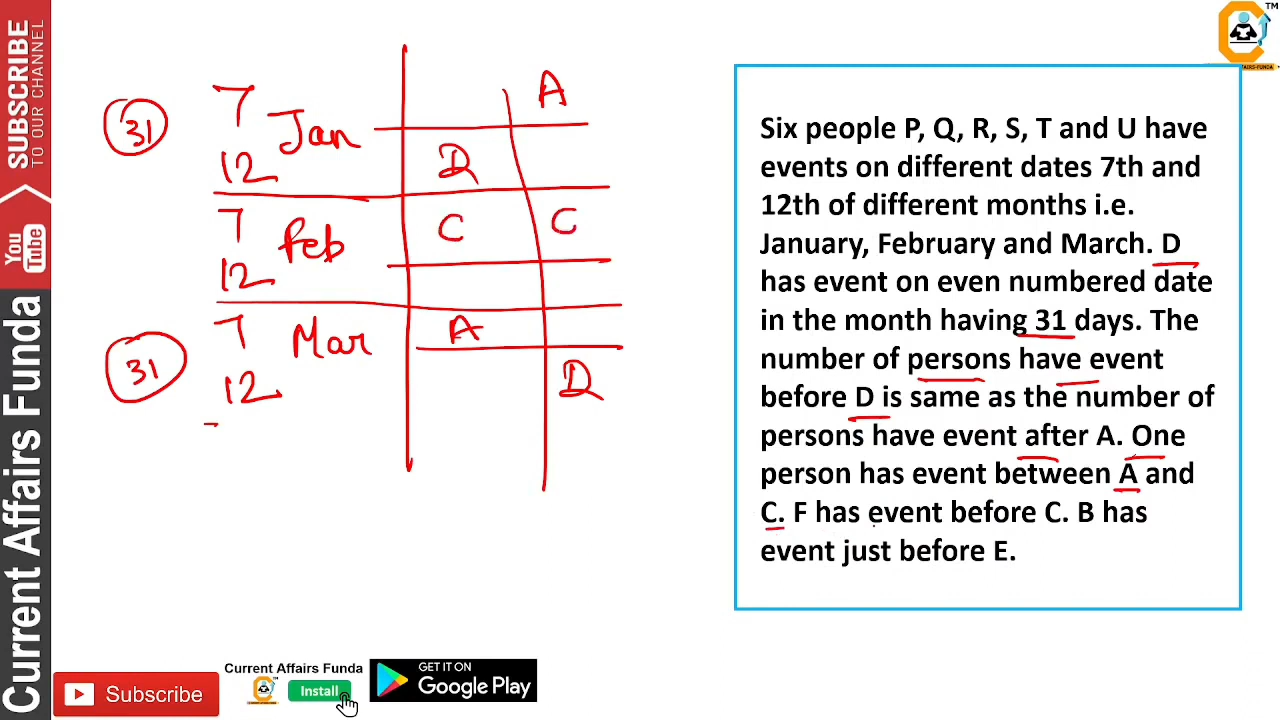 SUBSCRIBE
TO OUR CHANNEL
You Tube
Current Affairs Funda
31
7
Jan
12
A
D
7
Feb
12
C
C
31
7
Mar
12
A
D
TM
Six people P, Q, R, S, T and U have
events on different dates 7th and
12th of different months i.e.
January, February and March. D
has event on even numbered date
in the month having 31 days. The
number of persons have event
before D is same as the number of
persons have event after A. One
person has event between A and
C. F has event before C. B has
event just before E.
Subscribe
Current Affairs Funda
Install
GET IT ON
Google Play